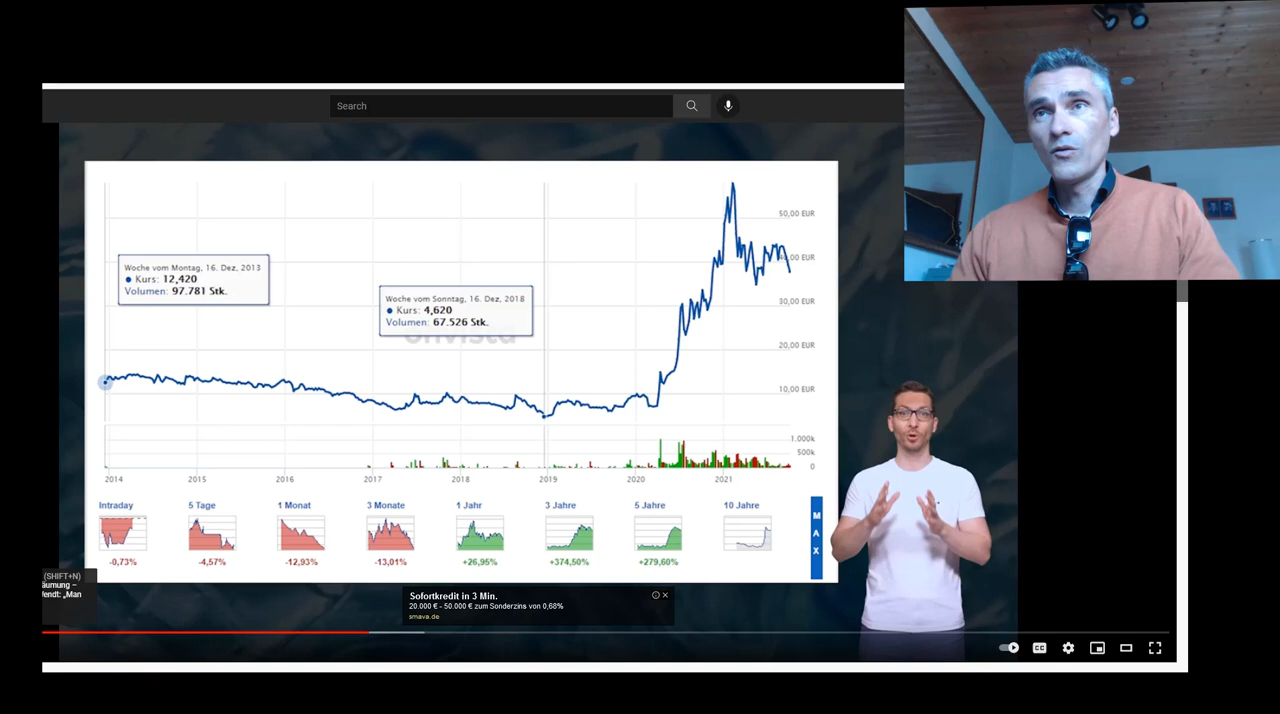 Search
50,00 EUR
40,00 EUR
30,00 EUR
20,00 EUR
10,00 EUR
Woche vom Montag, 16. Dez, 2013
Kurs: 12,420
Volumen: 97.781 Stk.
Woche vom Sonntag, 16. Dez, 2018
Kurs: 4,620
Volumen: 67.526 Stk.
onvista
1,000k
500k
0
2014 2015 2016 2017 2018 2019 2020 2021
Intraday 5 Tage 1 Monat 3 Monate 1 Jahr 3 Jahre 5 Jahre 10 Jahre
M
A
X
-0,73% -4,57% -12,93% -13,01% +26,95% +374,50% +279,60%
(SHIFT+N)
äumung –
Wendt: „Man
Sofortkredit in 3 Min.
20.000 € - 50.000 € zum Sonderzins von 0,68%
smava.de
CC